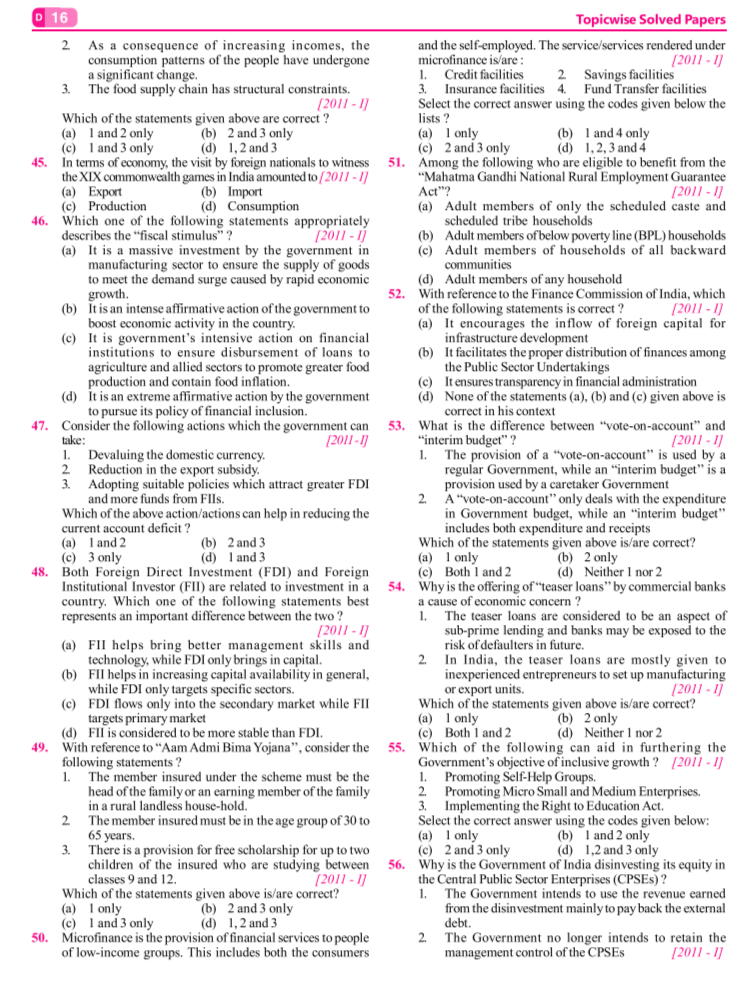 D 16
Topicwise Solved Papers
2. As a consequence of increasing incomes, the
consumption patterns of the people have undergone
a significant change.
3. The food supply chain has structural constraints.
[2011 - I]
Which of the statements given above are correct ?
(a) 1 and 2 only (b) 2 and 3 only
(c) 1 and 3 only (d) 1, 2 and 3
45. In terms of economy, the visit by foreign nationals to witness
the XIX commonwealth games in India amounted to [2011 - I]
(a) Export (b) Import
(c) Production (d) Consumption
46. Which one of the following statements appropriately
describes the “fiscal stimulus” ? [2011 - I]
(a) It is a massive investment by the government in
manufacturing sector to ensure the supply of goods
to meet the demand surge caused by rapid economic
growth.
(b) It is an intense affirmative action of the government to
boost economic activity in the country.
(c) It is government’s intensive action on financial
institutions to ensure disbursement of loans to
agriculture and allied sectors to promote greater food
production and contain food inflation.
(d) It is an extreme affirmative action by the government
to pursue its policy of financial inclusion.
47. Consider the following actions which the government can
take: [2011-I]
1. Devaluing the domestic currency.
2. Reduction in the export subsidy.
3. Adopting suitable policies which attract greater FDI
and more funds from FIIs.
Which of the above action/actions can help in reducing the
current account deficit ?
(a) 1 and 2 (b) 2 and 3
(c) 3 only (d) 1 and 3
48. Both Foreign Direct Investment (FDI) and Foreign
Institutional Investor (FII) are related to investment in a
country. Which one of the following statements best
represents an important difference between the two ?
[2011 - I]
(a) FII helps bring better management skills and
technology, while FDI only brings in capital.
(b) FII helps in increasing capital availability in general,
while FDI only targets specific sectors.
(c) FDI flows only into the secondary market while FII
targets primary market
(d) FII is considered to be more stable than FDI.
49. With reference to “Aam Admi Bima Yojana”, consider the
following statements ?
1. The member insured under the scheme must be the
head of the family or an earning member of the family
in a rural landless house-hold.
2. The member insured must be in the age group of 30 to
65 years.
3. There is a provision for free scholarship for up to two
children of the insured who are studying between
classes 9 and 12. [2011 - I]
Which of the statements given above is/are correct?
(a) 1 only (b) 2 and 3 only
(c) 1 and 3 only (d) 1, 2 and 3
50. Microfinance is the provision of financial services to people
of low-income groups. This includes both the consumers
and the self-employed. The service/services rendered under
microfinance is/are : [2011 - I]
1. Credit facilities 2. Savings facilities
3. Insurance facilities 4. Fund Transfer facilities
Select the correct answer using the codes given below the
lists ?
(a) 1 only (b) 1 and 4 only
(c) 2 and 3 only (d) 1, 2, 3 and 4
51. Among the following who are eligible to benefit from the
“Mahatma Gandhi National Rural Employment Guarantee
Act”? [2011 - I]
(a) Adult members of only the scheduled caste and
scheduled tribe households
(b) Adult members of below poverty line (BPL) households
(c) Adult members of households of all backward
communities
(d) Adult members of any household
52. With reference to the Finance Commission of India, which
of the following statements is correct ? [2011 - I]
(a) It encourages the inflow of foreign capital for
infrastructure development
(b) It facilitates the proper distribution of finances among
the Public Sector Undertakings
(c) It ensures transparency in financial administration
(d) None of the statements (a), (b) and (c) given above is
correct in his context
53. What is the difference between “vote-on-account” and
“interim budget” ? [2011 - I]
1. The provision of a “vote-on-account” is used by a
regular Government, while an “interim budget” is a
provision used by a caretaker Government
2. A “vote-on-account” only deals with the expenditure
in Government budget, while an “interim budget”
includes both expenditure and receipts
Which of the statements given above is/are correct?
(a) 1 only (b) 2 only
(c) Both 1 and 2 (d) Neither 1 nor 2
54. Why is the offering of “teaser loans” by commercial banks
a cause of economic concern ?
1. The teaser loans are considered to be an aspect of
sub-prime lending and banks may be exposed to the
risk of defaulters in future.
2. In India, the teaser loans are mostly given to
inexperienced entrepreneurs to set up manufacturing
or export units. [2011 - I]
Which of the statements given above is/are correct?
(a) 1 only (b) 2 only
(c) Both 1 and 2 (d) Neither 1 nor 2
55. Which of the following can aid in furthering the
Government’s objective of inclusive growth ? [2011 - I]
1. Promoting Self-Help Groups.
2. Promoting Micro Small and Medium Enterprises.
3. Implementing the Right to Education Act.
Select the correct answer using the codes given below:
(a) 1 only (b) 1 and 2 only
(c) 2 and 3 only (d) 1,2 and 3 only
56. Why is the Government of India disinvesting its equity in
the Central Public Sector Enterprises (CPSEs) ?
1. The Government intends to use the revenue earned
from the disinvestment mainly to pay back the external
debt.
2. The Government no longer intends to retain the
management control of the CPSEs [2011 - I]